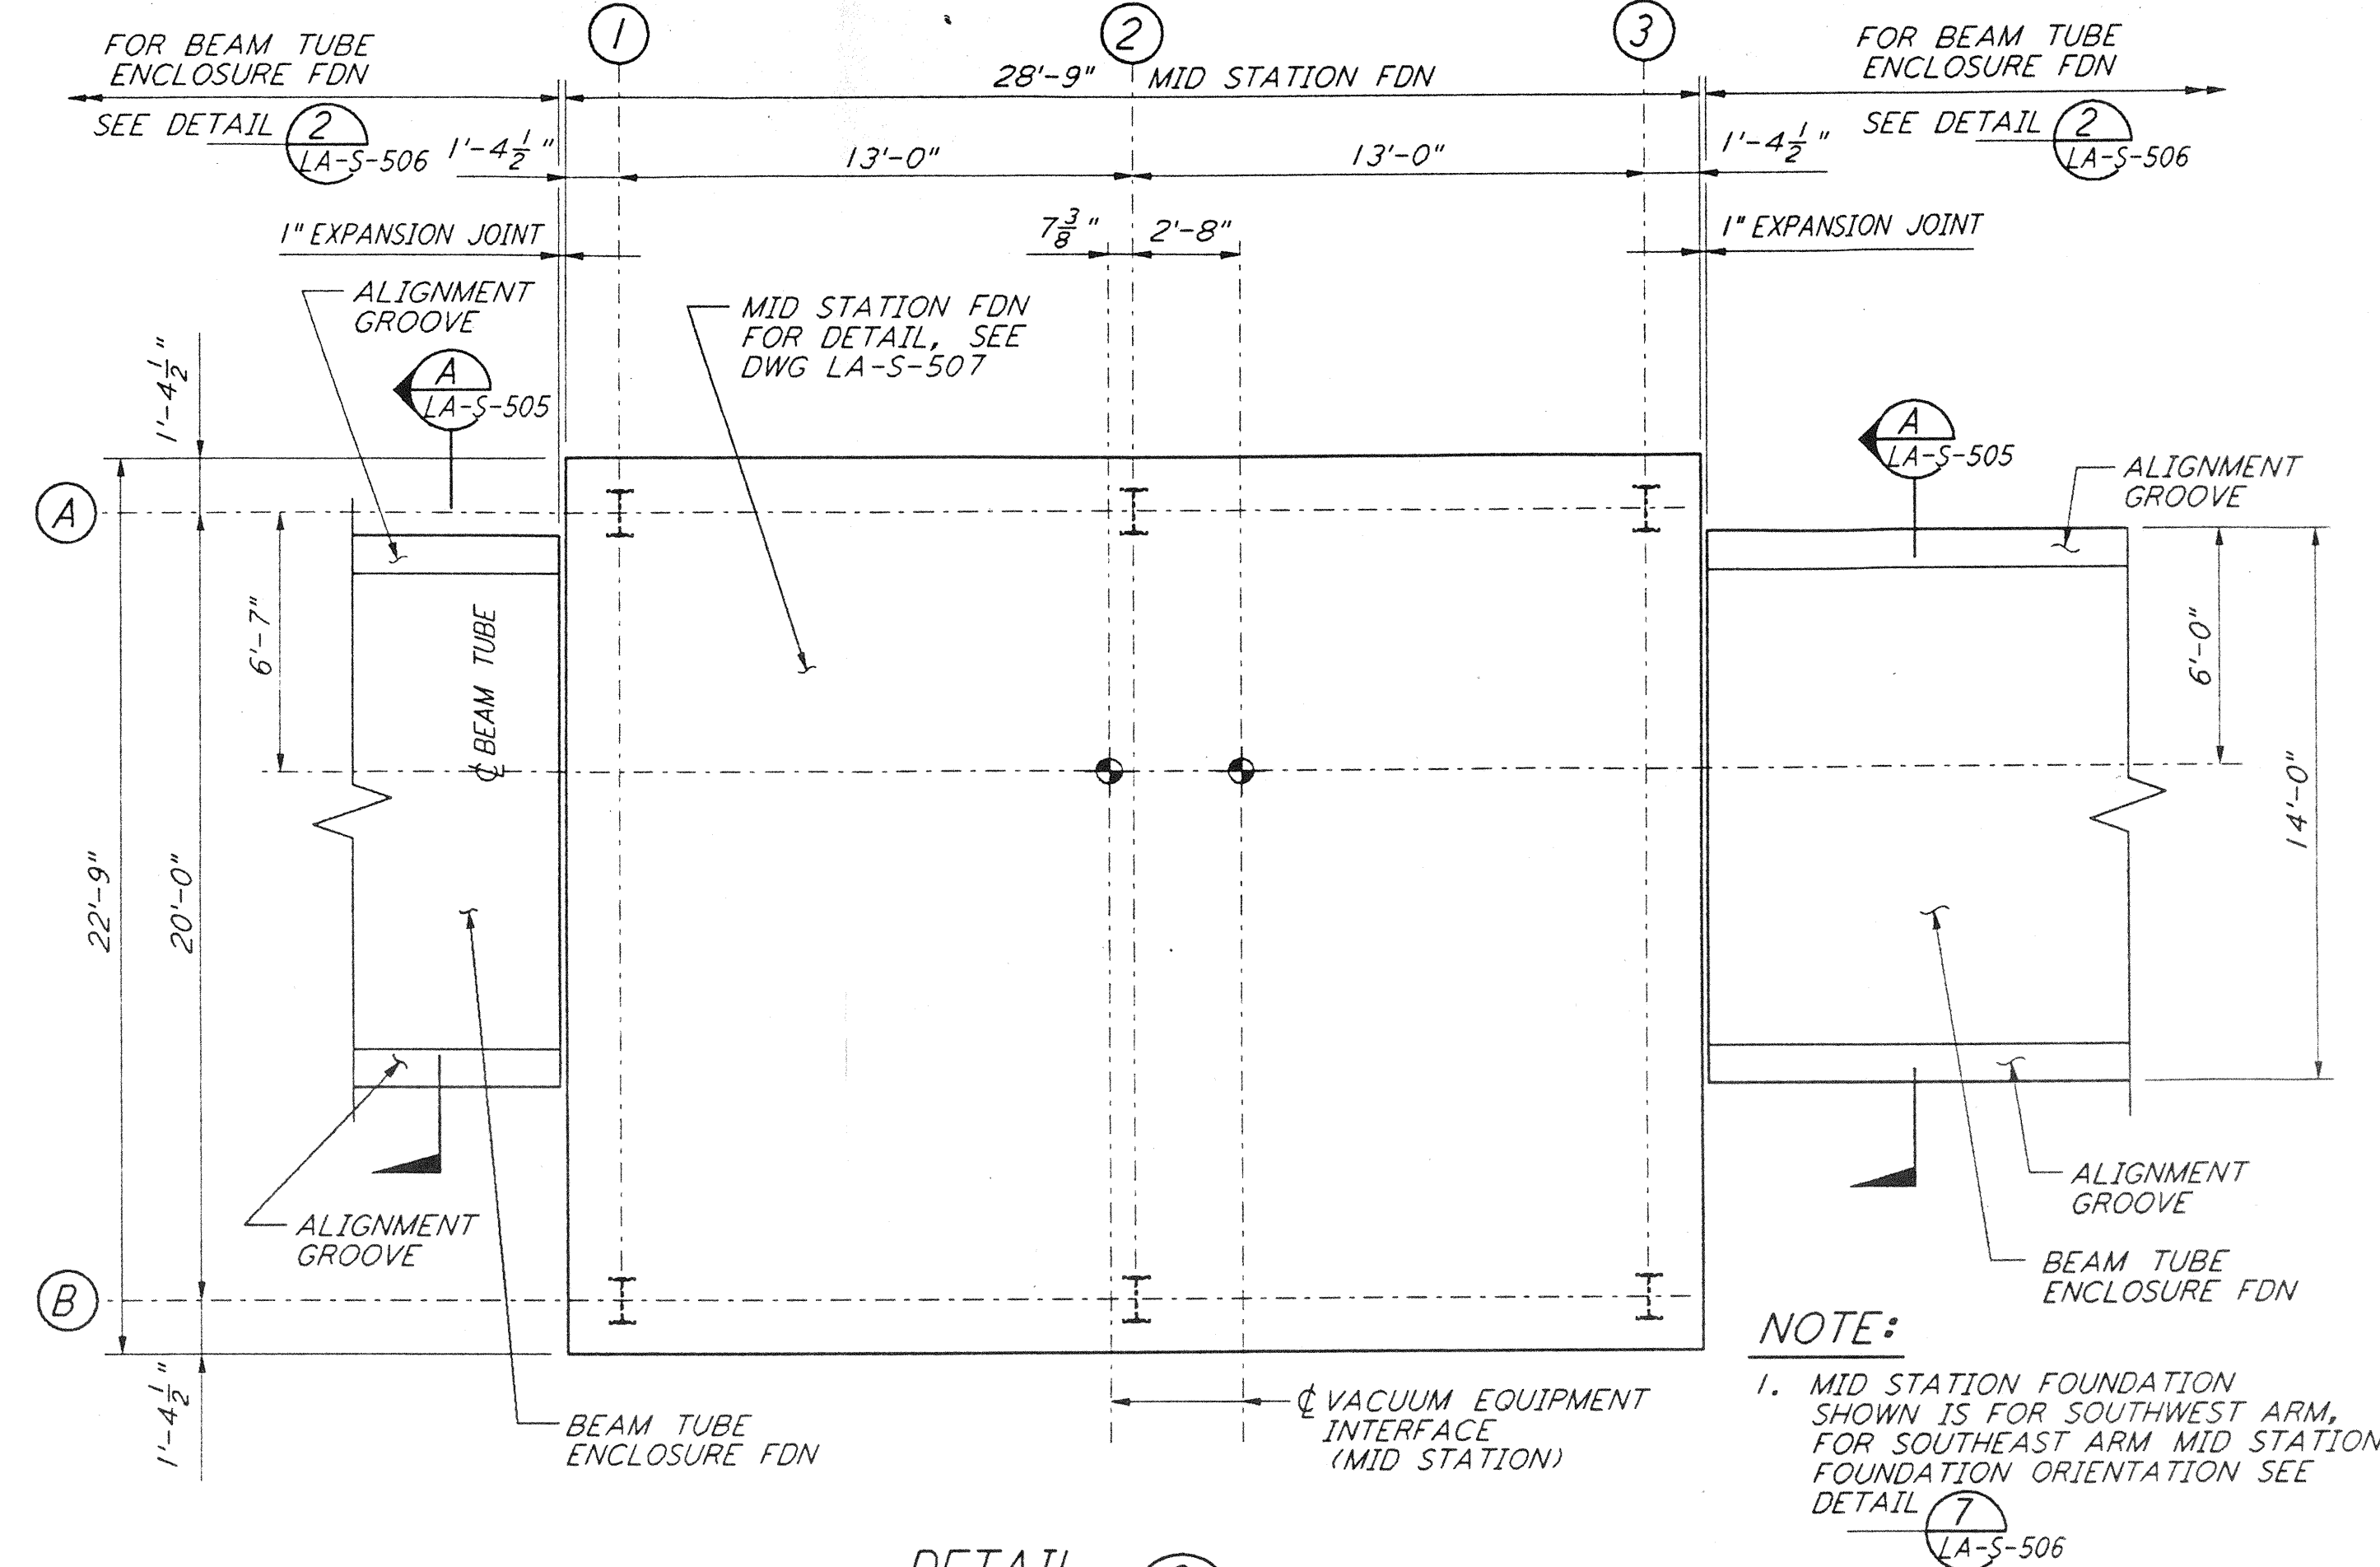 1
2
3
FOR BEAM TUBE
ENCLOSURE FDN
28'-9" MID STATION FDN
FOR BEAM TUBE
ENCLOSURE FDN
SEE DETAIL 2
LA-S-506
1'-4 1/2"
13'-0"
13'-0"
1'-4 1/2"
SEE DETAIL 2
LA-S-506
1" EXPANSION JOINT
7 3/8"
2'-8"
1" EXPANSION JOINT
ALIGNMENT
GROOVE
MID STATION FDN
FOR DETAIL, SEE
DWG LA-S-507
1'-4 1/2"
A
LA-S-505
A
LA-S-505
ALIGNMENT
GROOVE
A
6'-7"
℄ BEAM TUBE
6'-0"
14'-0"
22'-9"
20'-0"
ALIGNMENT
GROOVE
ALIGNMENT
GROOVE
B
BEAM TUBE
ENCLOSURE FDN
1'-4 1/2"
BEAM TUBE
ENCLOSURE FDN
℄ VACUUM EQUIPMENT
INTERFACE
(MID STATION)
NOTE:
1. MID STATION FOUNDATION
SHOWN IS FOR SOUTHWEST ARM,
FOR SOUTHEAST ARM MID STATION
FOUNDATION ORIENTATION SEE
DETAIL 7
LA-S-506
DETAIL